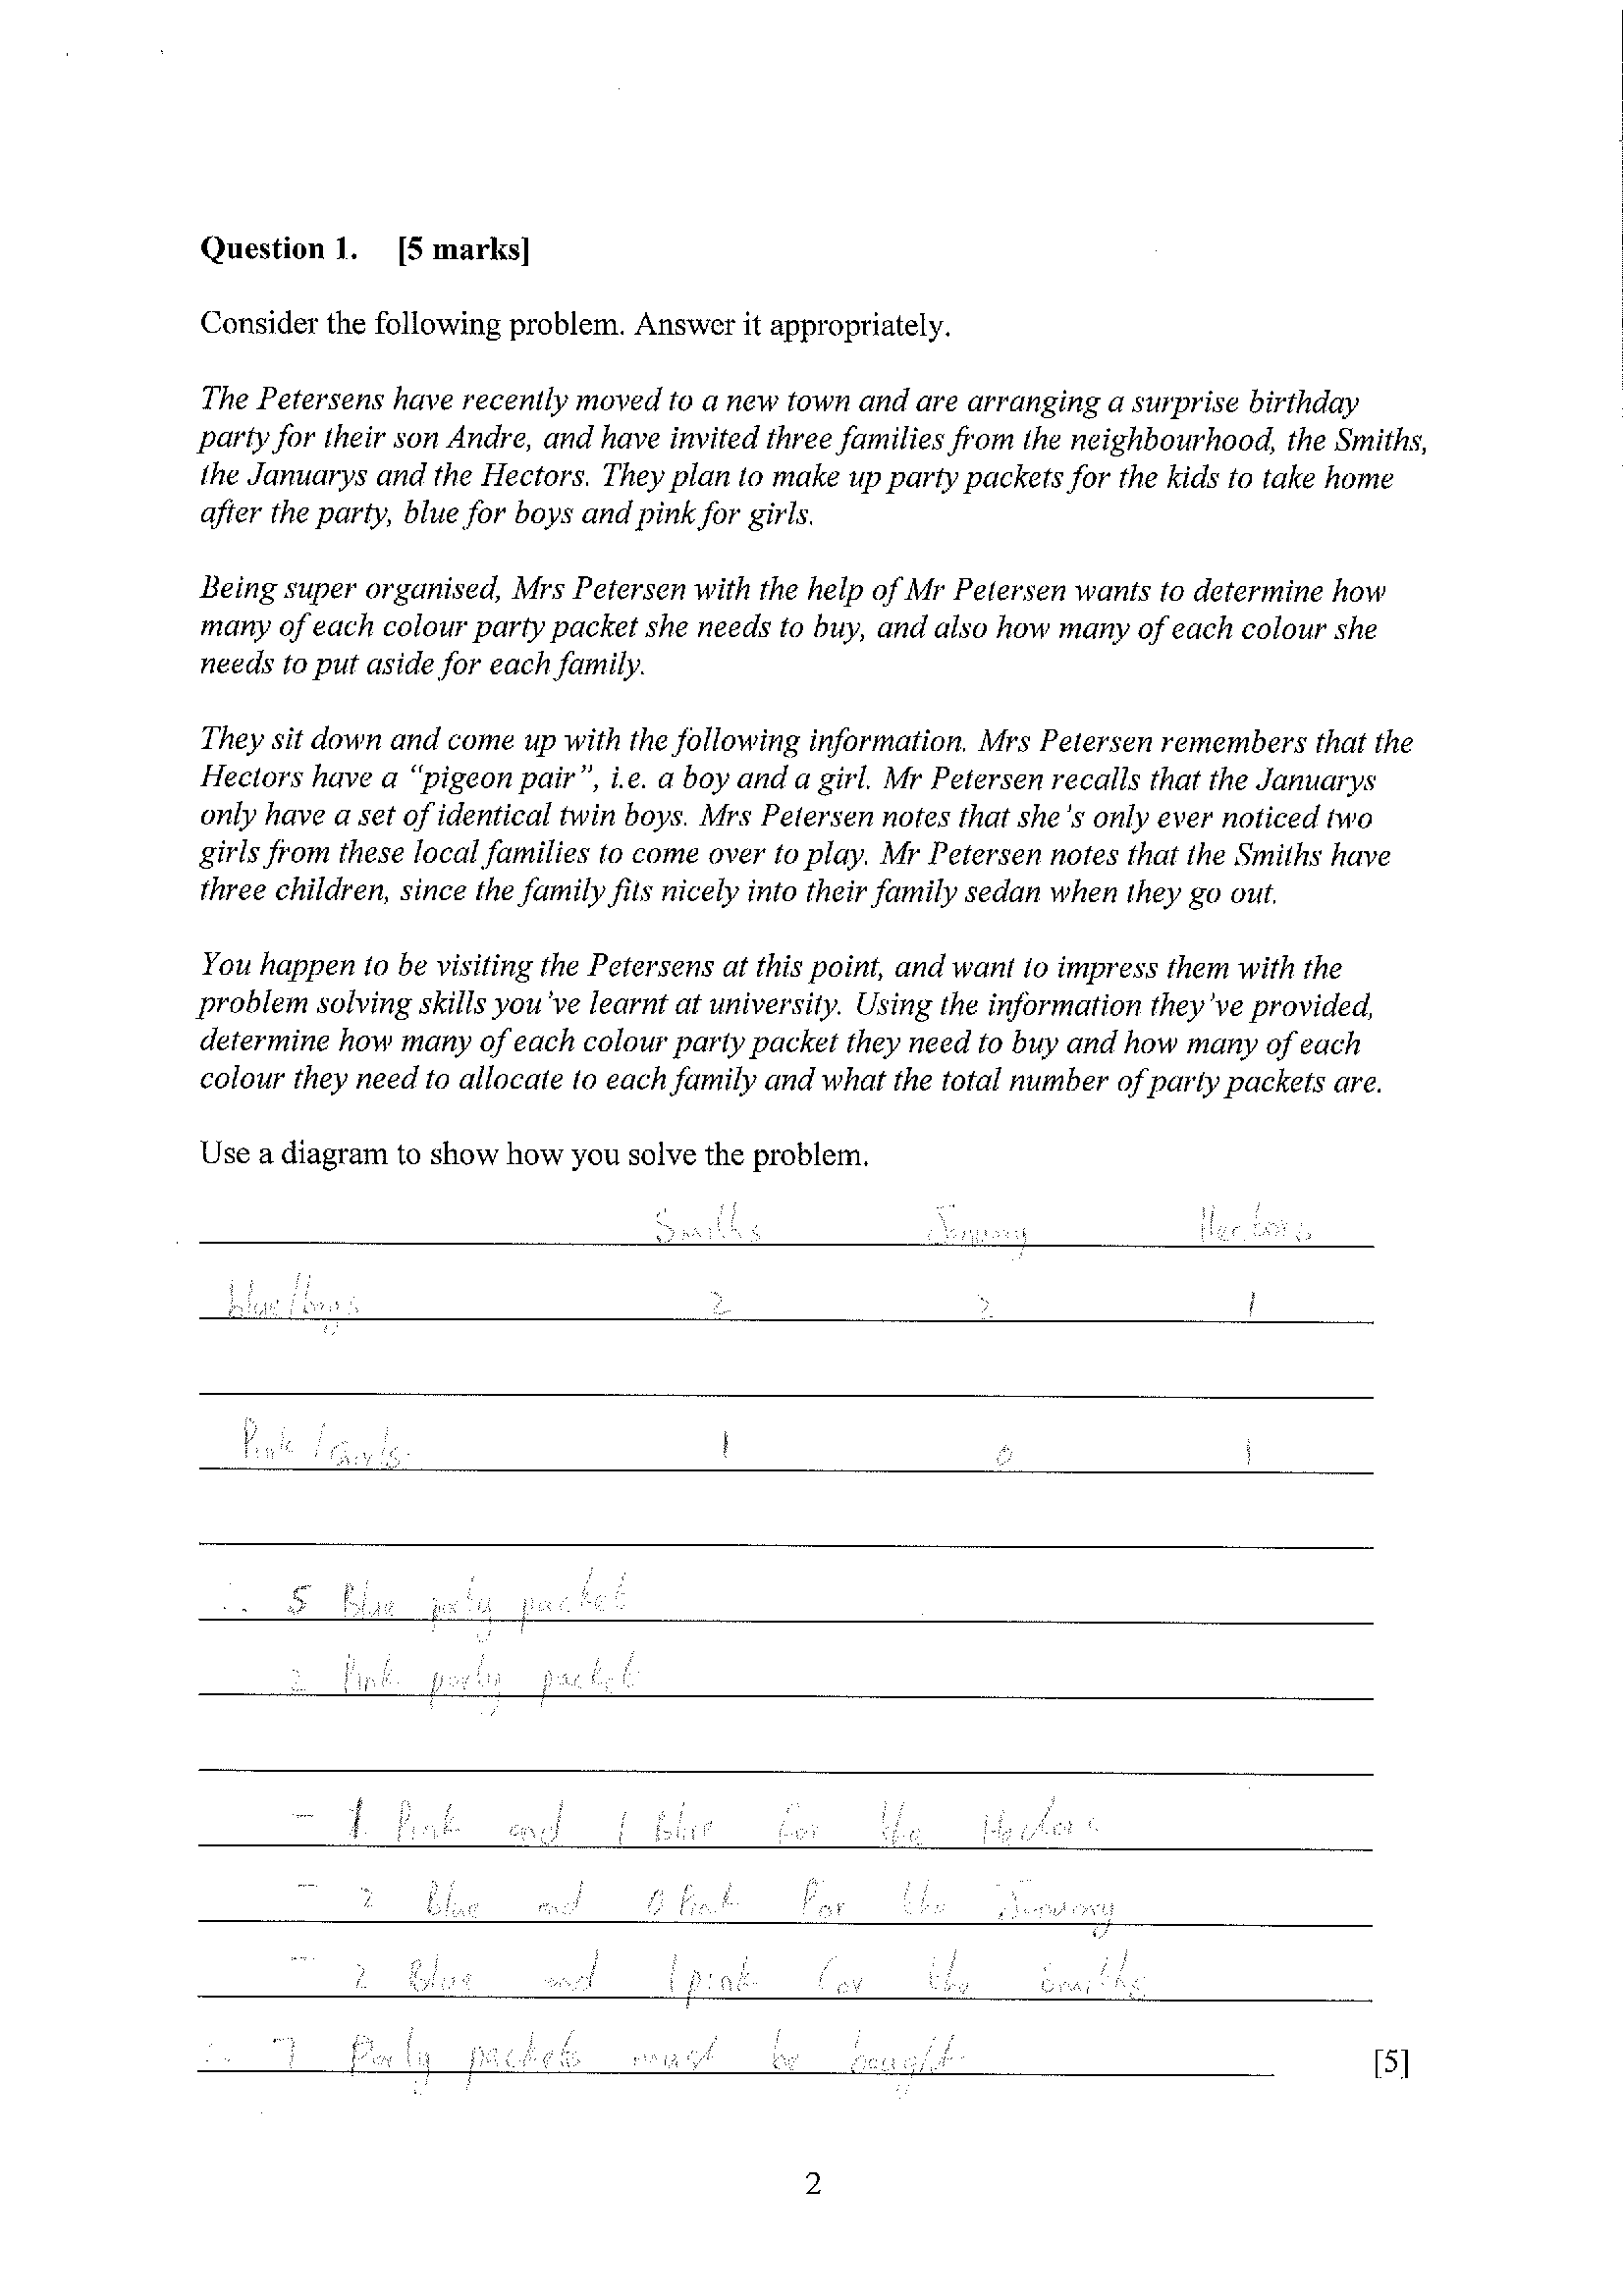 Question 1. [5 marks]
Consider the following problem. Answer it appropriately.
The Petersens have recently moved to a new town and are arranging a surprise birthday
party for their son Andre, and have invited three families from the neighbourhood, the Smiths,
the Januarys and the Hectors. They plan to make up party packets for the kids to take home
after the party, blue for boys and pink for girls.
Being super organised, Mrs Petersen with the help of Mr Petersen wants to determine how
many of each colour party packet she needs to buy, and also how many of each colour she
needs to put aside for each family.
They sit down and come up with the following information. Mrs Petersen remembers that the
Hectors have a “pigeon pair”, i.e. a boy and a girl. Mr Petersen recalls that the Januarys
only have a set of identical twin boys. Mrs Petersen notes that she's only ever noticed two
girls from these local families to come over to play. Mr Petersen notes that the Smiths have
three children, since the family fits nicely into their family sedan when they go out.
You happen to be visiting the Petersens at this point, and want to impress them with the
problem solving skills you've learnt at university. Using the information they've provided,
determine how many of each colour party packet they need to buy and how many of each
colour they need to allocate to each family and what the total number of party packets are.
Use a diagram to show how you solve the problem.
Smiths January Hectors
blue/boys 2 2 1
Pink / Girls 1 0 1
∴ 5 Blue party packet
2 Pink party packet
- 1 Pink and 1 Blue for the Hectors
- 2 Blue and 0 Pink for the January
- 2 Blue and 1 pink for the Smiths
∴ 7 Party packets must be bought. [5]
2